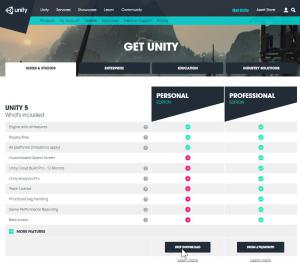 unity
Unity Services Showcase Learn Community
Get Unity Asset Store
Products
GET UNITY
INDIES & STUDIOS ENTERPRISE EDUCATION INDUSTRY SOLUTIONS
PERSONAL
EDITION
PROFESSIONAL
EDITION
UNITY 5
What's included
Engine with all features
Royalty-free
All platforms (limitations apply)
Customizable Splash Screen
Unity Cloud Build Pro - 12 Months
Unity Analytics Pro
Team License
Prioritized bug handling
Game Performance Reporting
Beta access
MORE FEATURES
FREE DOWNLOAD
Learn more
Learn more